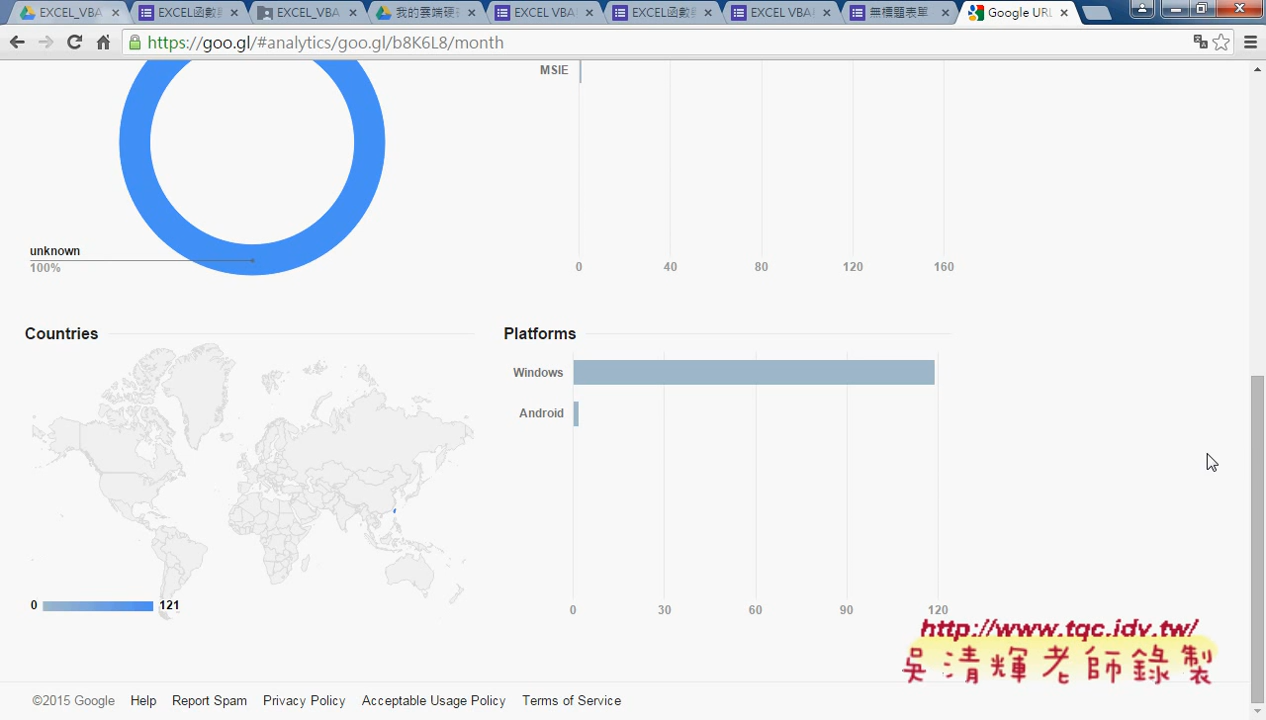 EXCEL_VBA
EXCEL函數
EXCEL_VBA
我的雲端硬
EXCEL VBA
EXCEL函數
EXCEL VBA
無標題表單
Google URL
https://goo.gl/#analytics/goo.gl/b8K6L8/month
MSIE
0 40 80 120 160
unknown
100%
Countries
0 121
Platforms
Windows
Android
0 30 60 90 120
http://www.tqc.idv.tw/
吳清輝老師錄製
©2015 Google Help Report Spam Privacy Policy Acceptable Usage Policy Terms of Service